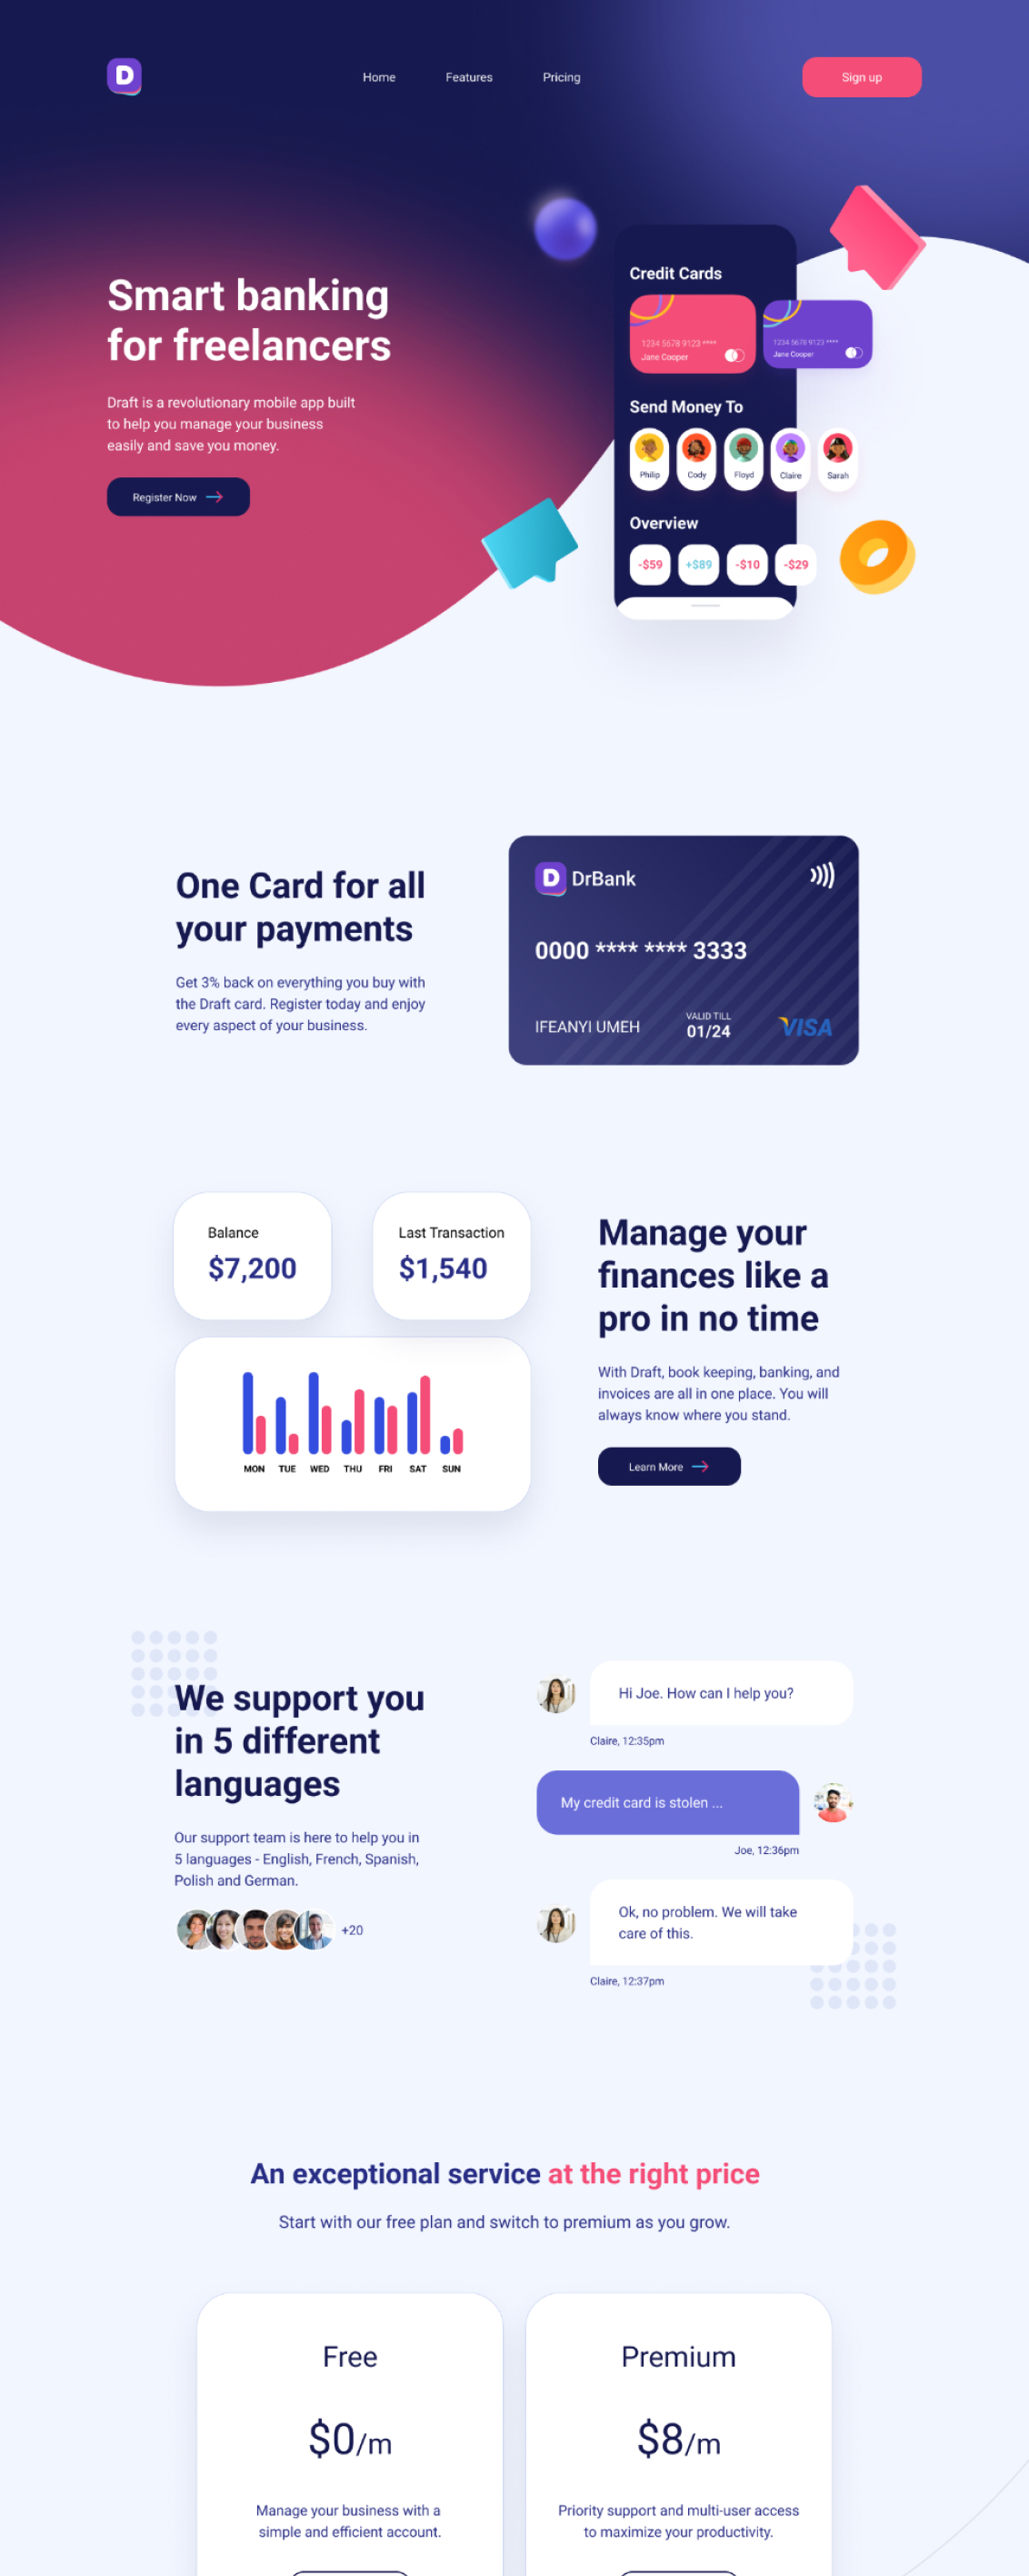 D
Home
Features
Pricing
Sign up
Smart banking
for freelancers
Draft is a revolutionary mobile app built
to help you manage your business
easily and save you money.
Register Now
Credit Cards
1234 5678 9123 ****
Jane Cooper
1234 5678 9123 ****
Jane Cooper
Send Money To
Philip
Cody
Floyd
Claire
Sarah
Overview
-$59
+$89
-$10
-$29
One Card for all
your payments
Get 3% back on everything you buy with
the Draft card. Register today and enjoy
every aspect of your business.
D DrBank
0000 **** **** 3333
IFEANYI UMEH
VALID TILL
01/24
VISA
Balance
$7,200
Last Transaction
$1,540
MON TUE WED THU FRI SAT SUN
Manage your
finances like a
pro in no time
With Draft, book keeping, banking, and
invoices are all in one place. You will
always know where you stand.
Learn More
We support you
in 5 different
languages
Our support team is here to help you in
5 languages - English, French, Spanish,
Polish and German.
+20
Hi Joe. How can I help you?
Claire, 12:35pm
My credit card is stolen ...
Joe, 12:36pm
Ok, no problem. We will take
care of this.
Claire, 12:37pm
An exceptional service at the right price
Start with our free plan and switch to premium as you grow.
Free
$0/m
Manage your business with a
simple and efficient account.
Premium
$8/m
Priority support and multi-user access
to maximize your productivity.